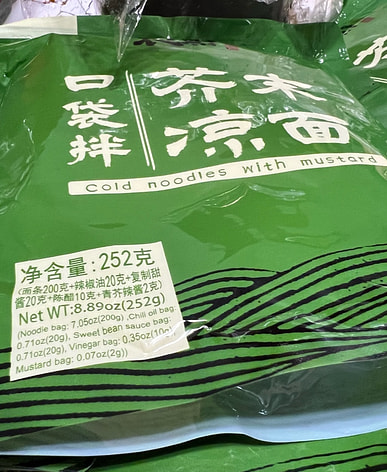 口袋拌
芥末
凉面
Cold noodles with mustard
净含量:252克
(面条200克+辣椒油20克+复制甜
酱20克+陈醋10克+青芥辣酱2克)
Net WT:8.89oz(252g)
(Noodle bag: 7.05oz(200g) ,Chili oil bag:
0.71oz(20g), Sweet bean sauce bag:
0.71oz(20g), Vinegar bag: 0.35oz(10g)
Mustard bag: 0.07oz(2g))